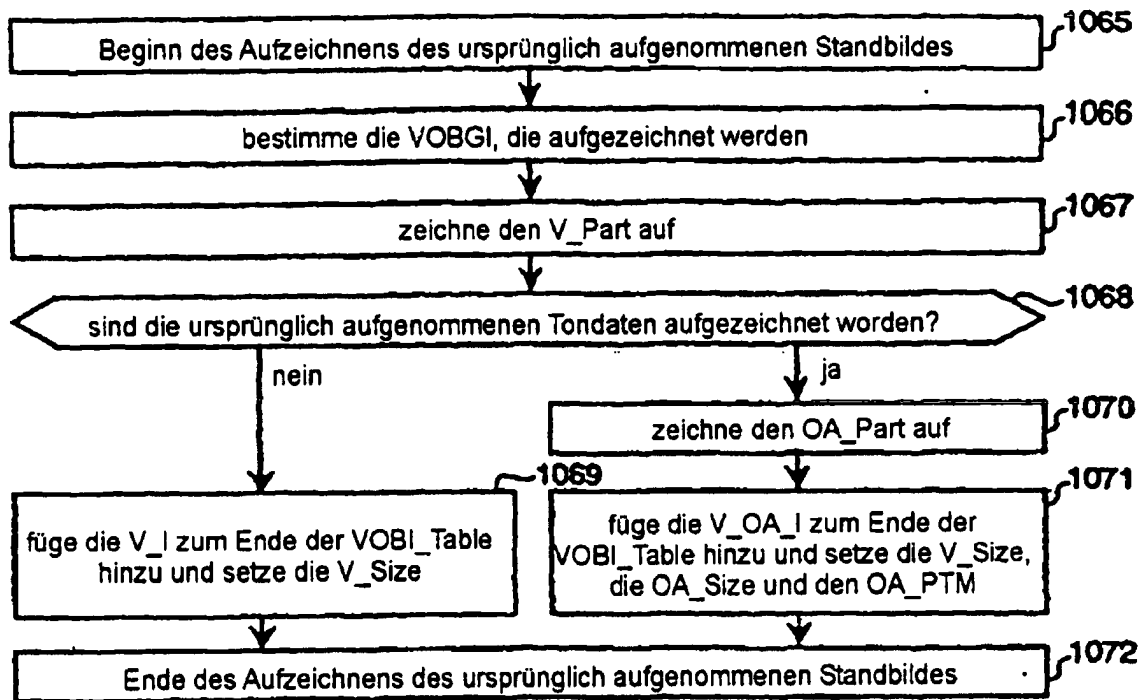 1065
Beginn des Aufzeichnens des ursprünglich aufgenommenen Standbildes
1066
bestimme die VOBGI, die aufgezeichnet werden
1067
zeichne den V_Part auf
1068
sind die ursprünglich aufgenommenen Tondaten aufgezeichnet worden?
nein
ja
1070
zeichne den OA_Part auf
1069
füge die V_I zum Ende der VOBI_Table
hinzu und setze die V_Size
1071
füge die V_OA_I zum Ende der
VOBI_Table hinzu und setze die V_Size,
die OA_Size und den OA_PTM
1072
Ende des Aufzeichnens des ursprünglich aufgenommenen Standbildes